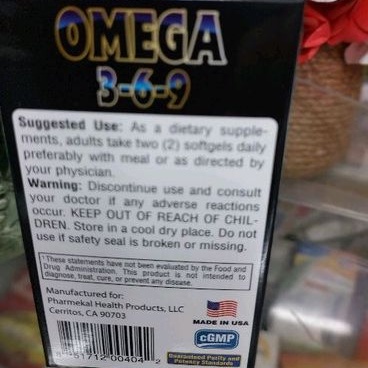 OMEGA
3-6-9
Suggested Use: As a dietary supple-
ments, adults take two (2) softgels daily
preferably with meal or as directed by
your physician.
Warning: Discontinue use and consult
your doctor if any adverse reactions
occur. KEEP OUT OF REACH OF CHIL-
DREN. Store in a cool dry place. Do not
use if safety seal is broken or missing.
*These statements have not been evaluated by the Food and
Drug Administration. This product is not intended to
diagnose, treat, cure, or prevent any disease.
Manufactured for:
Pharmekal Health Products, LLC
Cerritos, CA 90703
MADE IN USA
cGMP
Guaranteed Purity and
Potency Standards
51712 00404 2